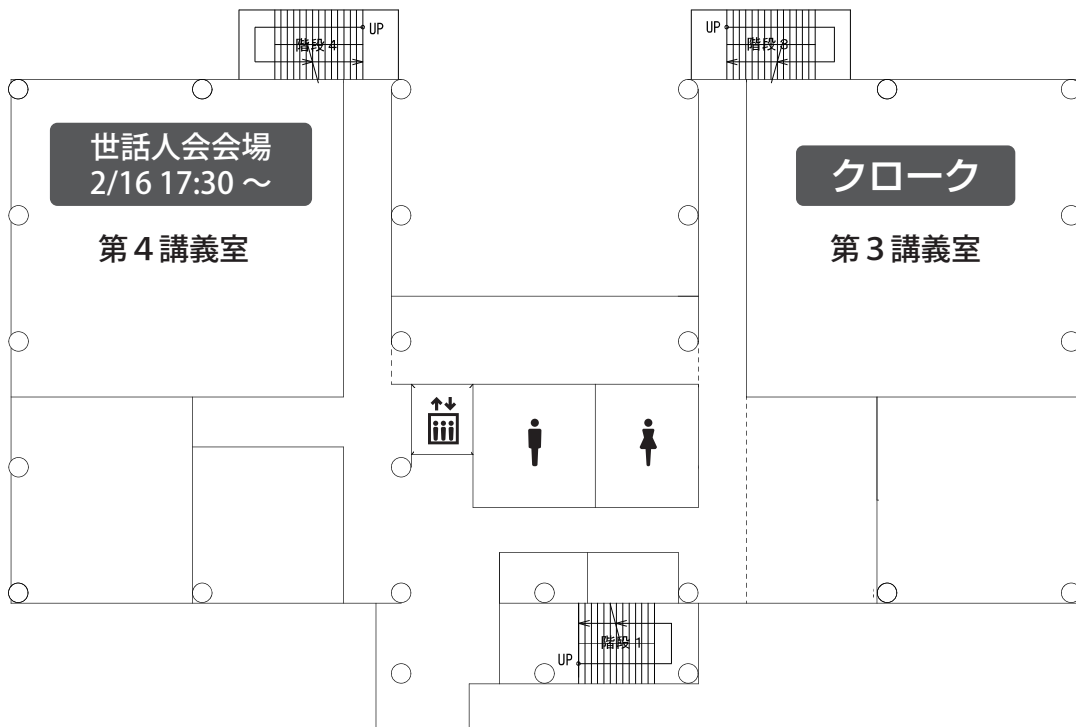 UP
階段 4
UP
階段 3
世話人会会場
2/16 17:30 ～
クローク
第４講義室
第３講義室
階段 1
UP